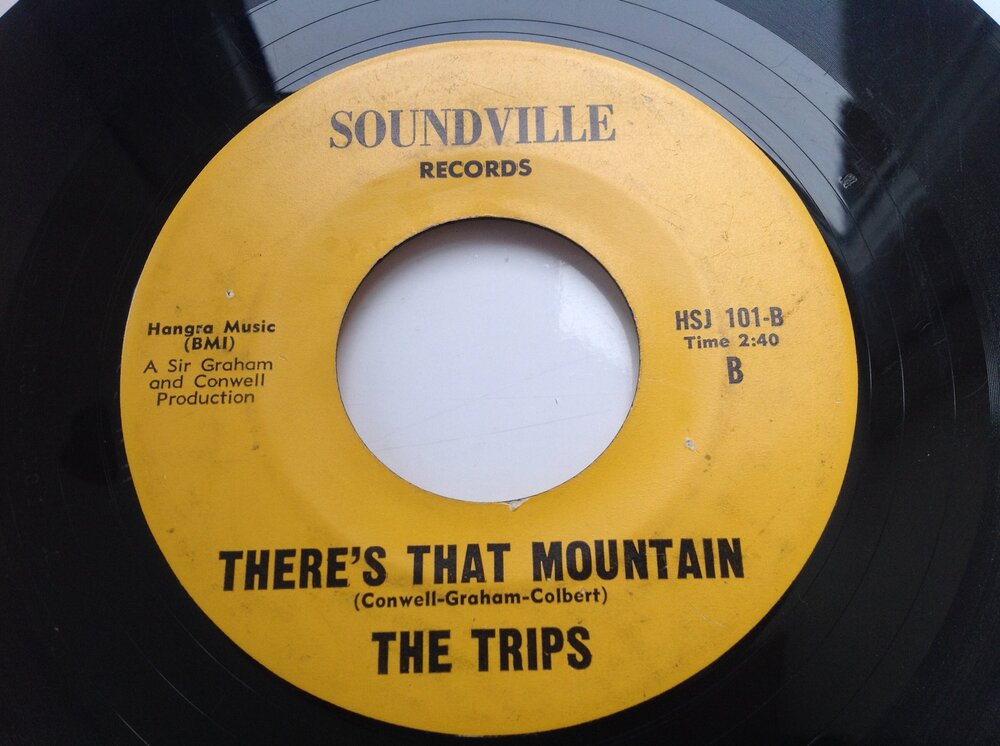 SOUNDVILLE
RECORDS
Hangra Music
(BMI)
A Sir Graham
and Conwell
Production
HSJ 101-B
Time 2:40
B
THERE'S THAT MOUNTAIN
(Conwell-Graham-Colbert)
THE TRIPS